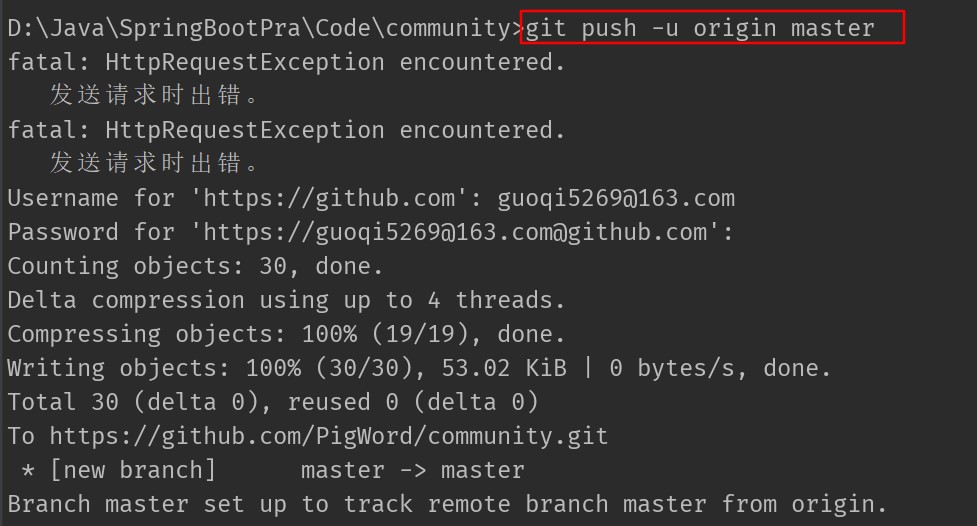 D:\Java\SpringBootPra\Code\community>git push -u origin master
fatal: HttpRequestException encountered.
   发送请求时出错。
fatal: HttpRequestException encountered.
   发送请求时出错。
Username for 'https://github.com': guoqi5269@163.com
Password for 'https://guoqi5269@163.com@github.com':
Counting objects: 30, done.
Delta compression using up to 4 threads.
Compressing objects: 100% (19/19), done.
Writing objects: 100% (30/30), 53.02 KiB | 0 bytes/s, done.
Total 30 (delta 0), reused 0 (delta 0)
To https://github.com/PigWord/community.git
 * [new branch]      master -> master
Branch master set up to track remote branch master from origin.